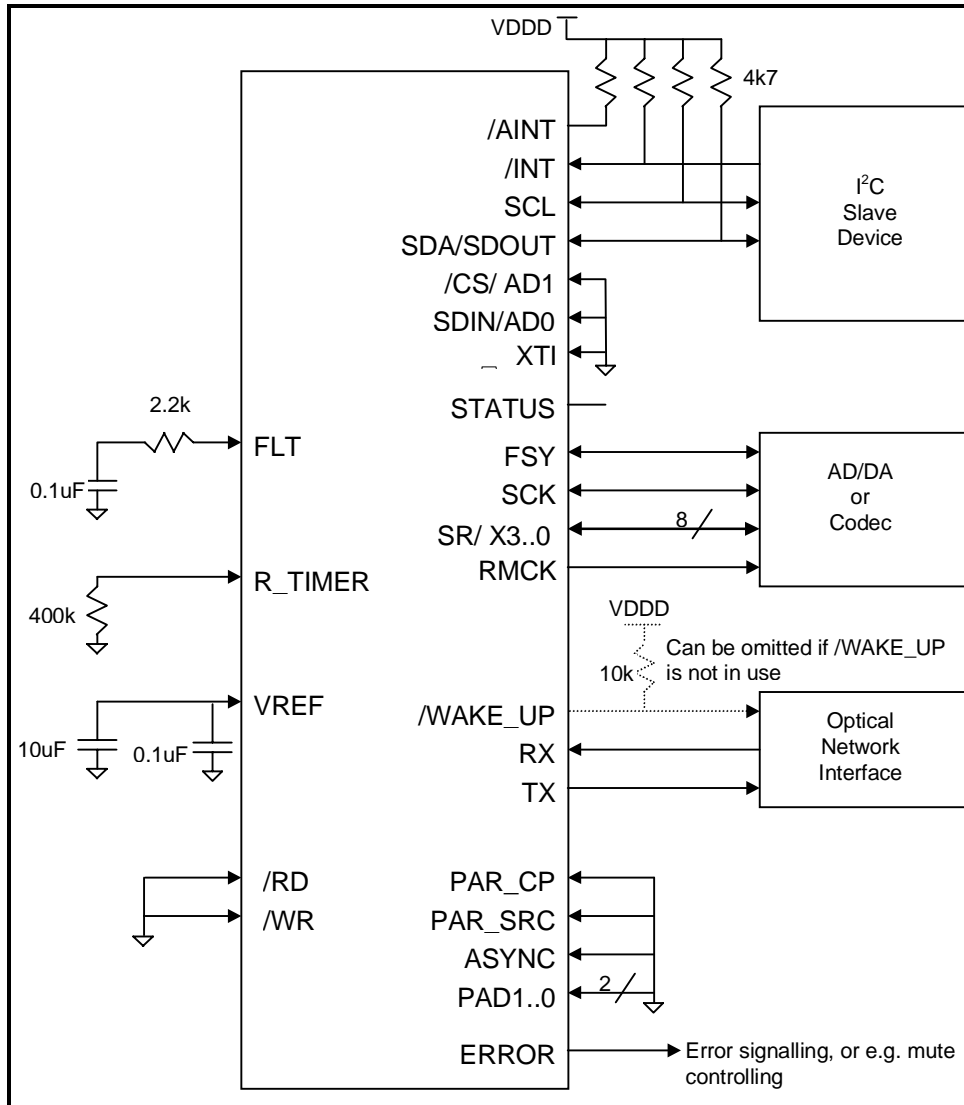 VDDD
4k7
/AINT
/INT
SCL
SDA/SDOUT
/CS/ AD1
SDIN/AD0
XTI
STATUS
I²C
Slave
Device
2.2k
FLT
0.1uF
FSY
SCK
SR/ X3..0
8
RMCK
AD/DA
or
Codec
R_TIMER
400k
VDDD
10k
Can be omitted if /WAKE_UP
is not in use
VREF
10uF
0.1uF
/WAKE_UP
RX
TX
Optical
Network
Interface
/RD
/WR
PAR_CP
PAR_SRC
ASYNC
PAD1..0
2
ERROR
Error signalling, or e.g. mute
controlling